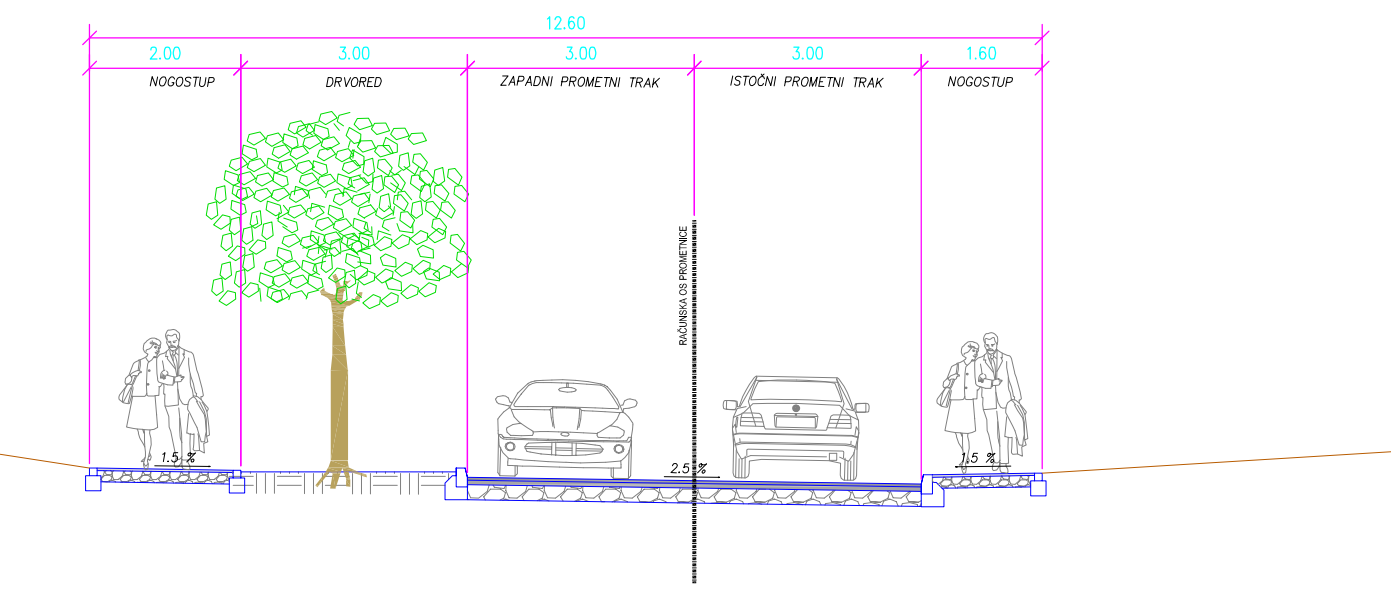 12.60
2.00 3.00 3.00 3.00 1.60
NOGOSTUP DRVORED ZAPADNI PROMETNI TRAK ISTOČNI PROMETNI TRAK NOGOSTUP
RAČUNSKA OS PROMETNICE
1.5 % 2.5 % 1.5 %